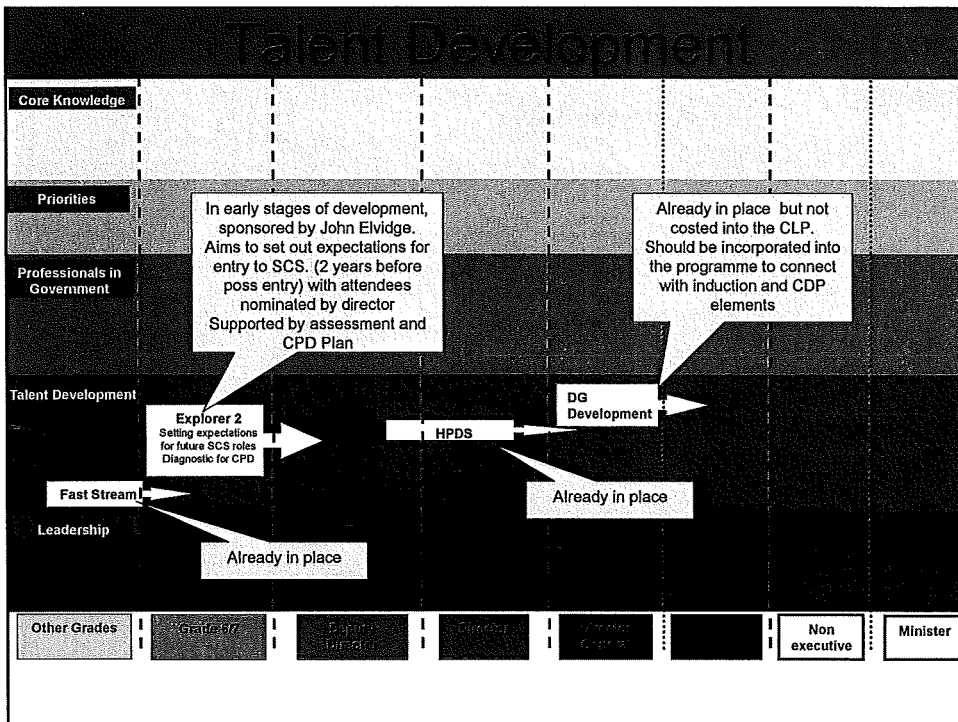 Talent Development
Core Knowledge
Priorities
In early stages of development,
sponsored by John Elvidge.
Aims to set out expectations for
entry to SCS. (2 years before
poss entry) with attendees
nominated by director
Supported by assessment and
CPD Plan
Already in place but not
costed into the CLP.
Should be incorporated into
the programme to connect
with induction and CDP
elements
Professionals in
Government
Talent Development
Explorer 2
Setting expectations
for future SCS roles
Diagnostic for CPD
HPDS
DG
Development
Fast Stream
Already in place
Already in place
Leadership
Other Grades
Grade 6/7
Deputy
Director
Director
Director
General
Non
executive
Minister